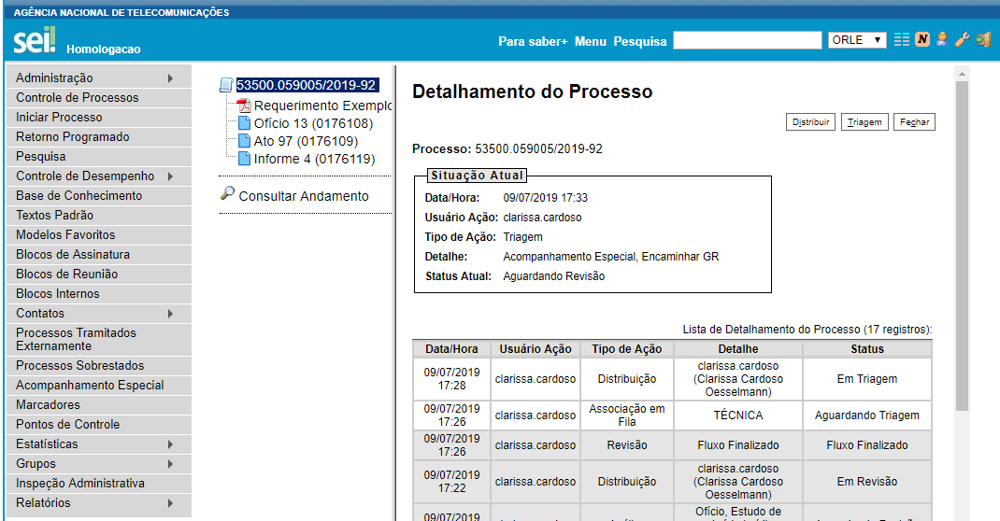 AGÊNCIA NACIONAL DE TELECOMUNICAÇÕES
sei! Homologacao
Para saber+ Menu Pesquisa ORLE N
Administração
Controle de Processos
Iniciar Processo
Retorno Programado
Pesquisa
Controle de Desempenho
Base de Conhecimento
Textos Padrão
Modelos Favoritos
Blocos de Assinatura
Blocos de Reunião
Blocos Internos
Contatos
Processos Tramitados
Externamente
Processos Sobrestados
Acompanhamento Especial
Marcadores
Pontos de Controle
Estatísticas
Grupos
Inspeção Administrativa
Relatórios
53500.059005/2019-92
Requerimento Exemplo
Ofício 13 (0176108)
Ato 97 (0176109)
Informe 4 (0176119)
Consultar Andamento
Detalhamento do Processo
Distribuir Triagem Fechar
Processo: 53500.059005/2019-92
Situação Atual
Data/Hora: 09/07/2019 17:33
Usuário Ação: clarissa.cardoso
Tipo de Ação: Triagem
Detalhe: Acompanhamento Especial, Encaminhar GR
Status Atual: Aguardando Revisão
Lista de Detalhamento do Processo (17 registros):
Data/Hora Usuário Ação Tipo de Ação Detalhe Status
09/07/2019
17:28
clarissa.cardoso
Distribuição
clarissa.cardoso
(Clarissa Cardoso
Oesselmann)
Em Triagem
09/07/2019
17:26
clarissa.cardoso
Associação em
Fila
TÉCNICA
Aguardando Triagem
09/07/2019
17:26
clarissa.cardoso
Revisão
Fluxo Finalizado
Fluxo Finalizado
09/07/2019
17:22
clarissa.cardoso
Distribuição
clarissa.cardoso
(Clarissa Cardoso
Oesselmann)
Em Revisão
09/07/2019
Ofício, Estudo de